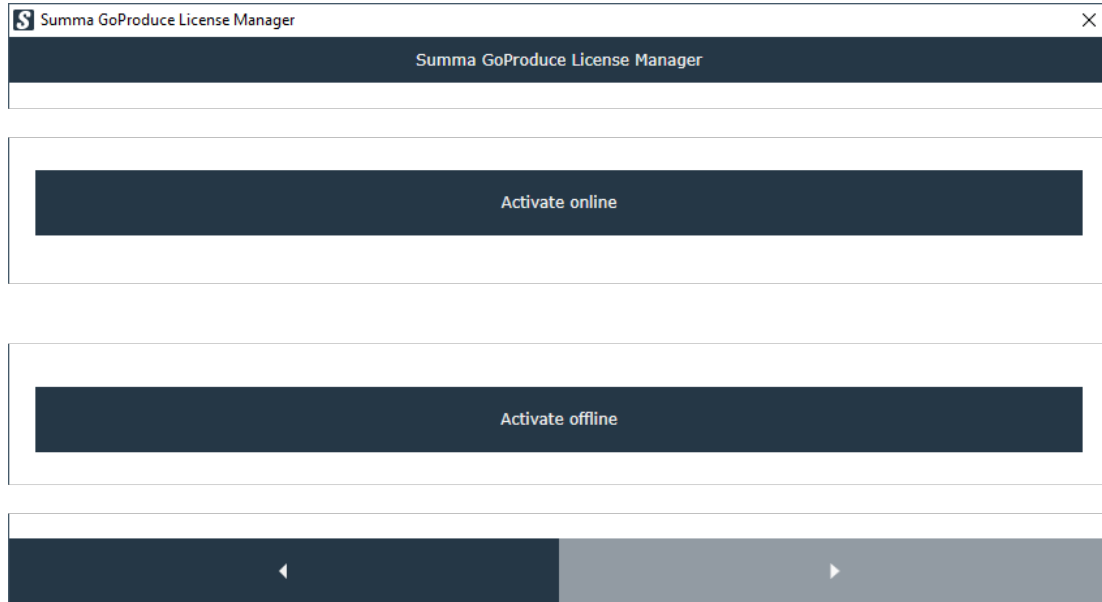 Summa GoProduce License Manager
Summa GoProduce License Manager
Activate online
Activate offline